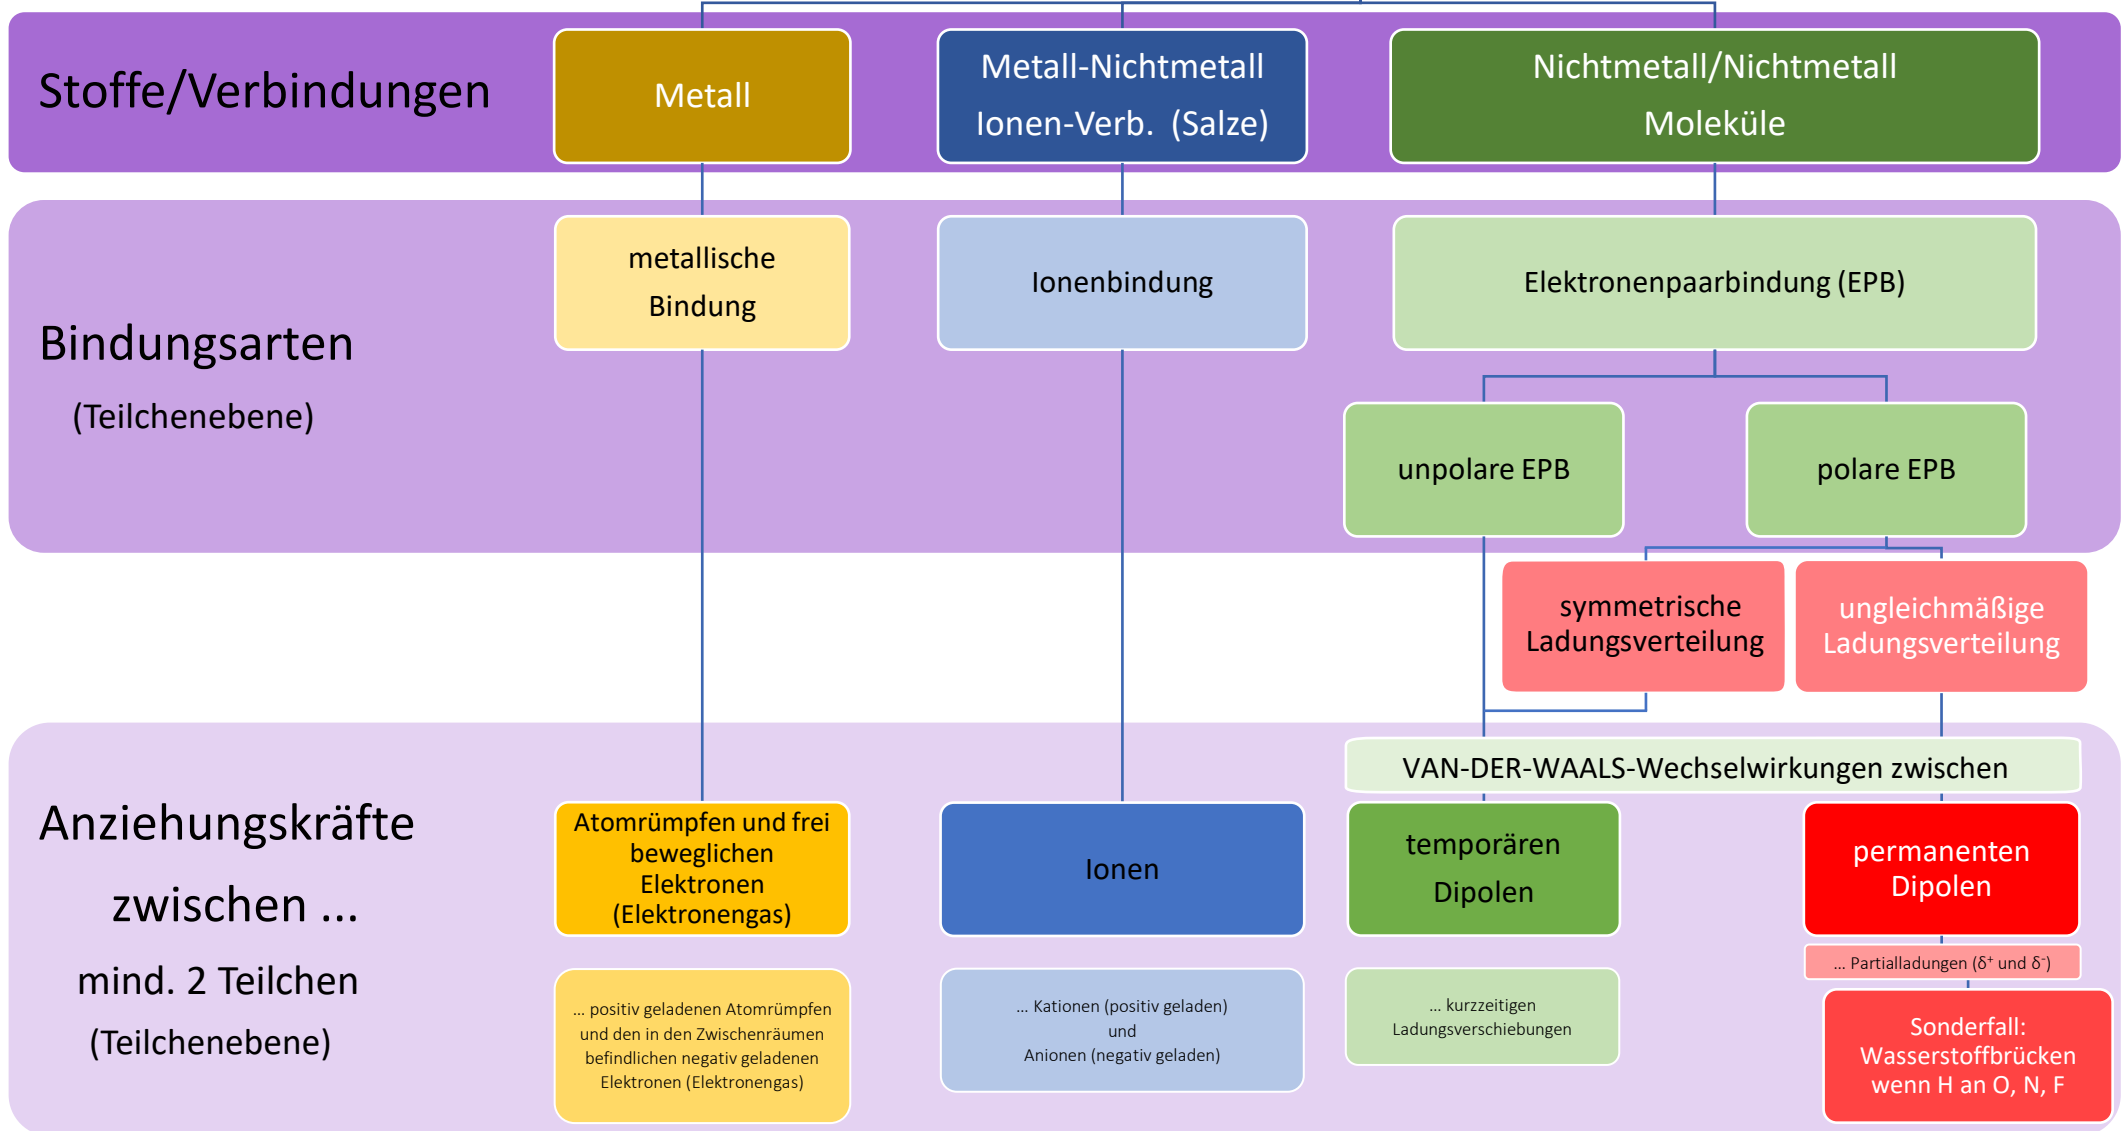 Stoffe/Verbindungen
Metall
Metall-Nichtmetall
Ionen-Verb. (Salze)
Nichtmetall/Nichtmetall
Moleküle
Bindungsarten
(Teilchenebene)
metallische
Bindung
Ionenbindung
Elektronenpaarbindung (EPB)
unpolare EPB
polare EPB
symmetrische
Ladungsverteilung
ungleichmäßige
Ladungsverteilung
Anziehungskräfte
zwischen ...
mind. 2 Teilchen
(Teilchenebene)
VAN-DER-WAALS-Wechselwirkungen zwischen
Atomrümpfen und frei
beweglichen
Elektronen
(Elektronengas)
Ionen
temporären
Dipolen
permanenten
Dipolen
... positiv geladenen Atomrümpfen
und den in den Zwischenräumen
befindlichen negativ geladenen
Elektronen (Elektronengas)
... Kationen (positiv geladen)
und
Anionen (negativ geladen)
... kurzzeitigen
Ladungsverschiebungen
... Partialladungen (δ⁺ und δ⁻)
Sonderfall:
Wasserstoffbrücken
wenn H an O, N, F